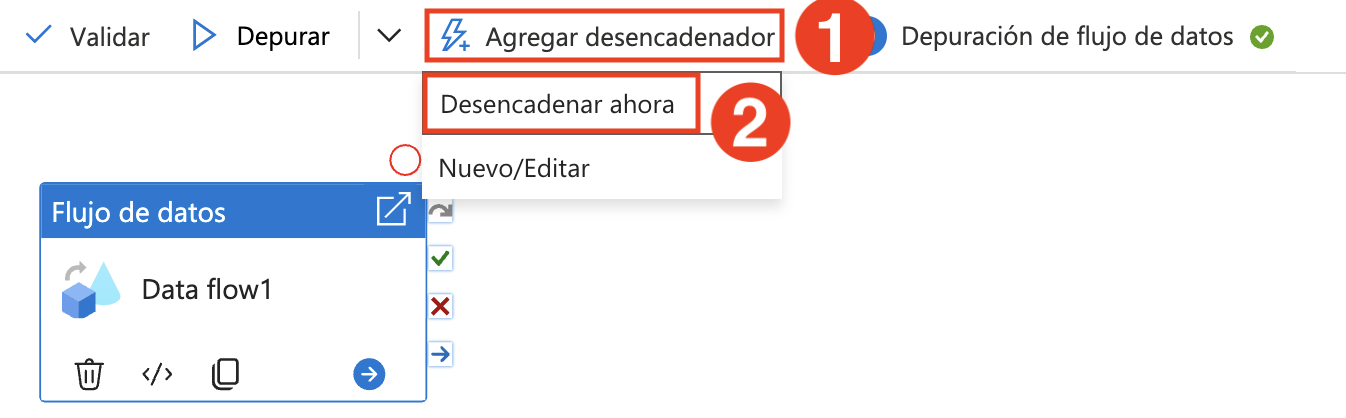 Validar
Depurar
Agregar desencadenador
1
Depuración de flujo de datos
Desencadenar ahora
2
Nuevo/Editar
Flujo de datos
Data flow1